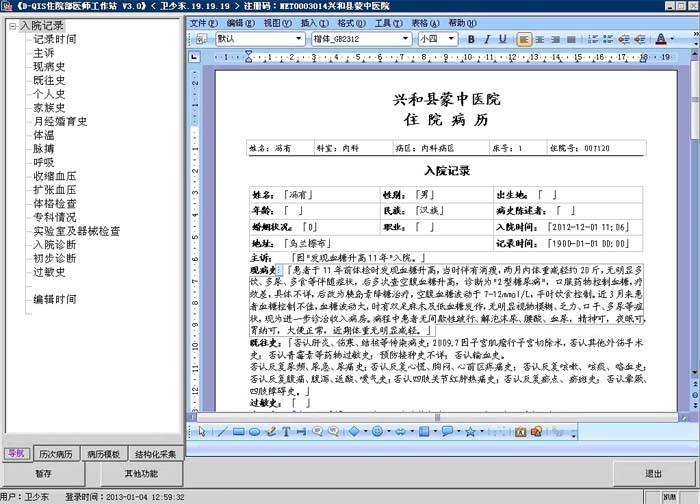 《D-QIS住院部医师工作站 V3.0》〈 卫少东.19.19.19 〉注册码：NET0003014兴和县蒙中医院
入院记录
记录时间
主诉
现病史
既往史
个人史
家族史
月经婚育史
体温
脉搏
呼吸
收缩血压
扩张血压
体格检查
专科情况
实验室及器械检查
入院诊断
初步诊断
过敏史
编辑时间
导航 历次病历 病历模板 结构化采集
暂存 其他功能
文件(F) 编辑(E) 视图(V) 插入(I) 格式(O) 工具(T) 表格(A) 帮助(H)
默认 楷体_GB2312 小四 B I U A
兴和县蒙中医院
住 院 病 历
姓名：冯有 科室：内科 病区：内科病区 床号：1 住院号：007120
入院记录
姓名：「冯有」 性别：「男」 出生地：「 」
年龄：「 」 民族：「汉族」 病史陈述者：「 」
婚姻状况：「0」 职业：「 」 入院时间：「2012-12-01 11:06」
地址：「乌兰擦布」 记录时间：「1900-01-01 00:00」
主诉：「因"发现血糖升高11年"入院。」
现病史：「患者于11年前体检时发现血糖升高，当时伴有消瘦，两月内体重减轻约20斤，无明显多
饮、多尿、多食等伴随症状，后多次查空腹血糖升高，诊断为"2型糖尿病"，口服药物控制血糖，疗
效差，具体不详，后改为胰岛素降糖治疗，空腹血糖波动于7-12mmol/L，平时饮食控制。近3月来患
者血糖控制不佳，血糖波动大，时有双足麻木及低血糖发作，无明显视物模糊、乏力、口干、多尿等症
状，现为进一步诊治收入病房。病程中患者无间歇性跛行、解泡沫尿、腰酸、血尿，精神可，夜眠可，
胃纳可，大便正常，近期体重无明显减轻。」
既往史：「否认肝炎、伤寒、结核等传染病史；2009.7因子宫肌瘤行子宫切除术，否认其他外伤手术
史；否认青霉素等药物过敏史；预防接种史不详；否认输血史。
否认反复尿频、尿急、尿痛史；否认反复心慌、胸闷、心前区疼痛史；否认反复咳嗽、咳痰、咯血史；
否认反复腹痛、腹泻、返酸、嗳气史；否认四肢关节红肿热痛史；否认反复瘀点、瘀斑史；否认晕厥、
四肢障碍史。」
过敏史：「 」
退出
用户：卫少东 登录时间：2013-01-04 12:59:32 NUM